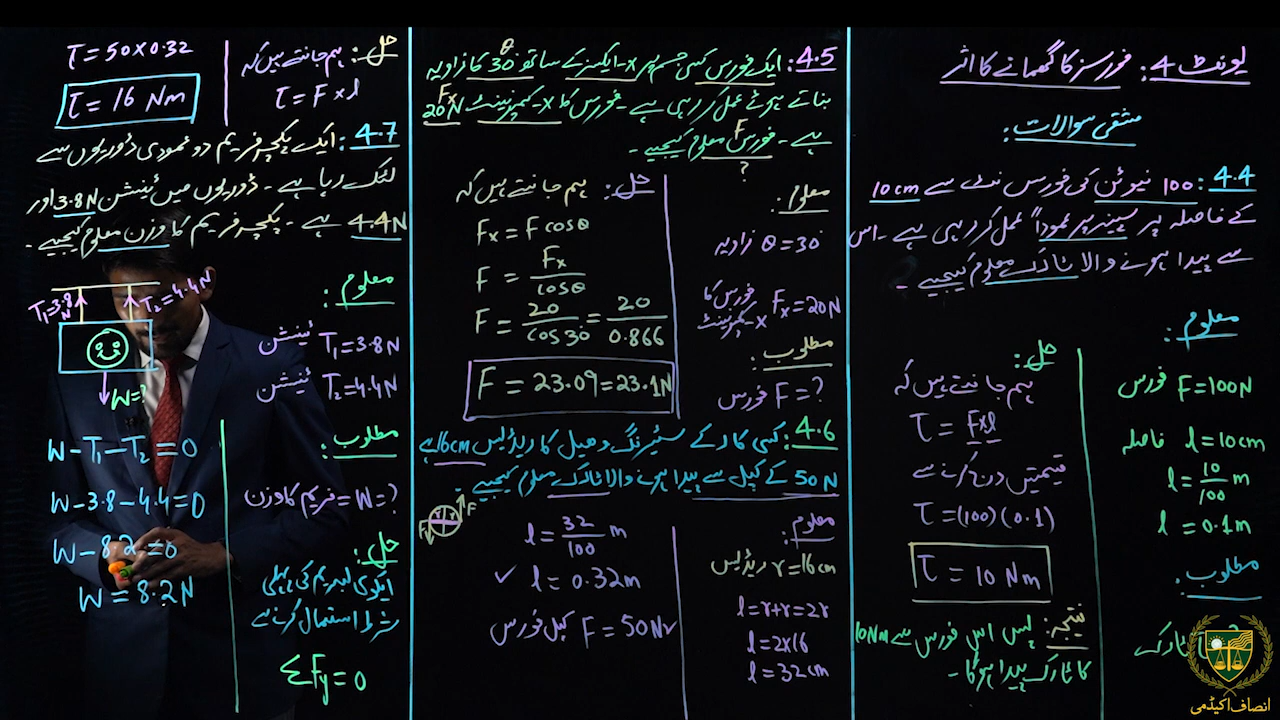 یونٹ 4: فورسز کا گھمانے کا اثر
مشقی سوالات:
4.4: 100 نیوٹن کی فورس نٹ سے 10cm
کے فاصلہ پر سپینر پر عموداً عمل کر رہی ہے۔ اس
سے پیدا ہونے والا ٹارک معلوم کیجیے۔
معلوم:
فورس F=100N
فاصلہ l=10cm
l=10/100 m
l=0.1m
مطلوب:
ٹارک
حل:
ہم جانتے ہیں کہ
τ = F×l
قیمتیں درج کرنے سے
τ=(100)(0.1)
τ = 10 Nm
نتیجہ: پس اس فورس سے 10Nm
کا ٹارک پیدا ہوگا۔
4.5: ایک فورس کسی جسم پر x-ایکسز کے ساتھ 30° کا زاویہ
θ
بناتے ہوئے عمل کر رہی ہے۔ فورس کا x-کمپوننٹ 20N
Fx
ہے۔ فورس معلوم کیجیے۔
F
?
معلوم:
زاویہ θ=30°
فورس کا x-کمپوننٹ Fx=20N
مطلوب:
فورس F=?
حل: ہم جانتے ہیں کہ
Fx=F cosθ
F = Fx/cosθ
F = 20/cos30° = 20/0.866
F = 23.09=23.1N
4.6: کسی کار کے سٹیئرنگ وھیل کا ریڈیئس 16cm ہے
50N کے کپل سے پیدا ہونے والا ٹارک معلوم کیجیے۔
F
F
معلوم:
ریڈیس r=16cm
l=r+r=2r
l=2×16
l=32cm
l=32/100 m
✓ l=0.32m
کپل فورس F=50N✓
حل: ہم جانتے ہیں کہ
τ=F×l
τ=50×0.32
τ=16 Nm
4.7: ایک پکچر فریم دو عمودی ڈوریوں سے
لٹک رہا ہے۔ ڈوریوں میں ٹینشن 3.8N اور
4.4N ہے۔ پکچر فریم کا وزن معلوم کیجیے۔
T₁=3.8N
T₂=4.4N
W=?
معلوم:
ٹینشن T₁=3.8N
ٹینشن T₂=4.4N
مطلوب:
فریم کا وزن=W=?
حل:
ایکوی لبریم کی پہلی
شرط استعمال کرنے سے
ΣFy=0
W-T₁-T₂=0
W-3.8-4.4=0
W-8.2=0
W=8.2N
انصاف اکیڈمی